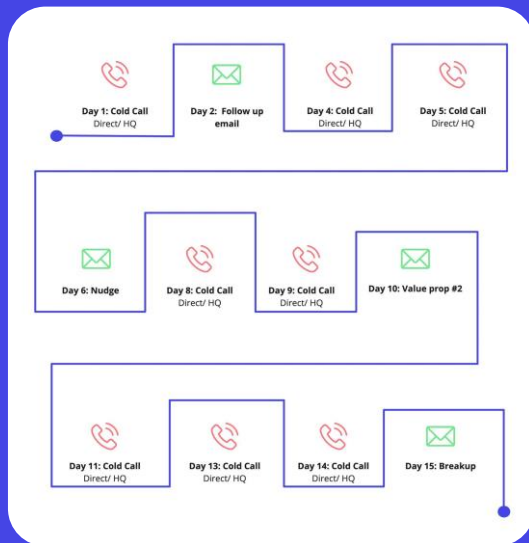 Day 1: Cold Call
Direct/ HQ
Day 2: Follow up
email
Day 4: Cold Call
Direct/ HQ
Day 5: Cold Call
Direct/ HQ
Day 6: Nudge
Day 8: Cold Call
Direct/ HQ
Day 9: Cold Call
Direct/ HQ
Day 10: Value prop #2
Day 11: Cold Call
Direct/ HQ
Day 13: Cold Call
Direct/ HQ
Day 14: Cold Call
Direct/ HQ
Day 15: Breakup